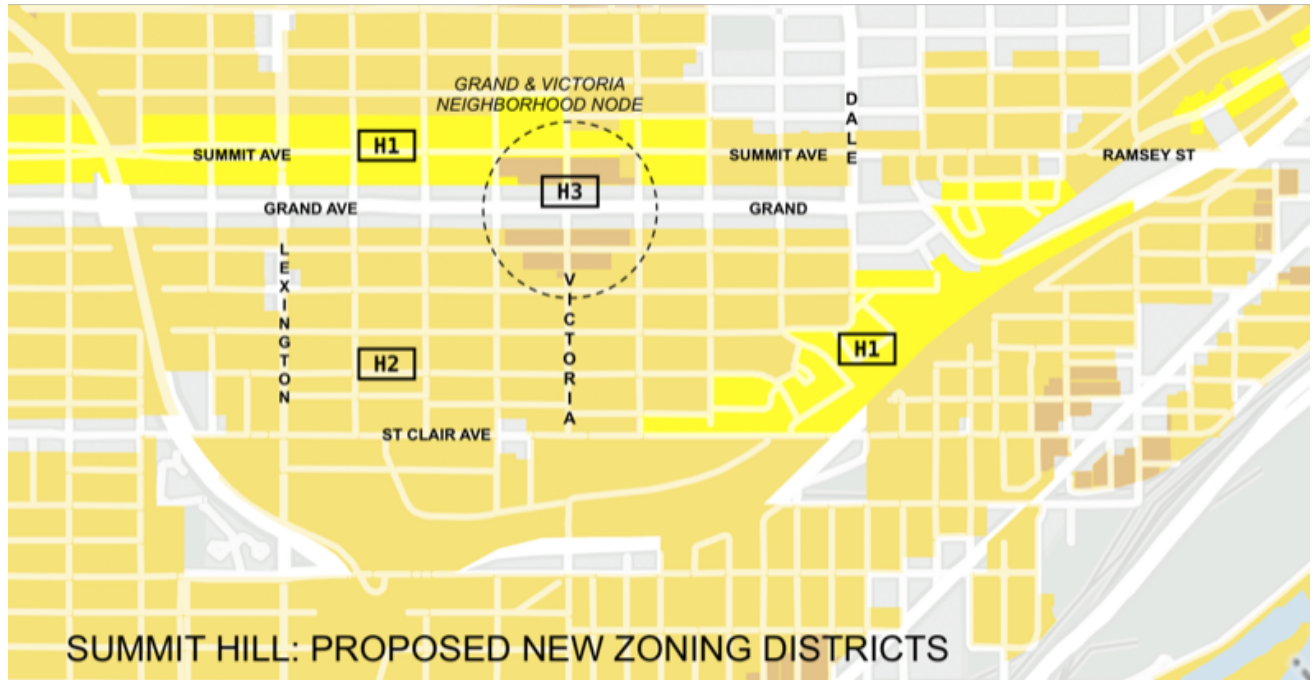 GRAND & VICTORIA
NEIGHBORHOOD NODE
DALE
H1
SUMMIT AVE
SUMMIT AVE
RAMSEY ST
H3
GRAND AVE
GRAND
LEXINGTON
VICTORIA
H1
H2
ST CLAIR AVE
SUMMIT HILL: PROPOSED NEW ZONING DISTRICTS